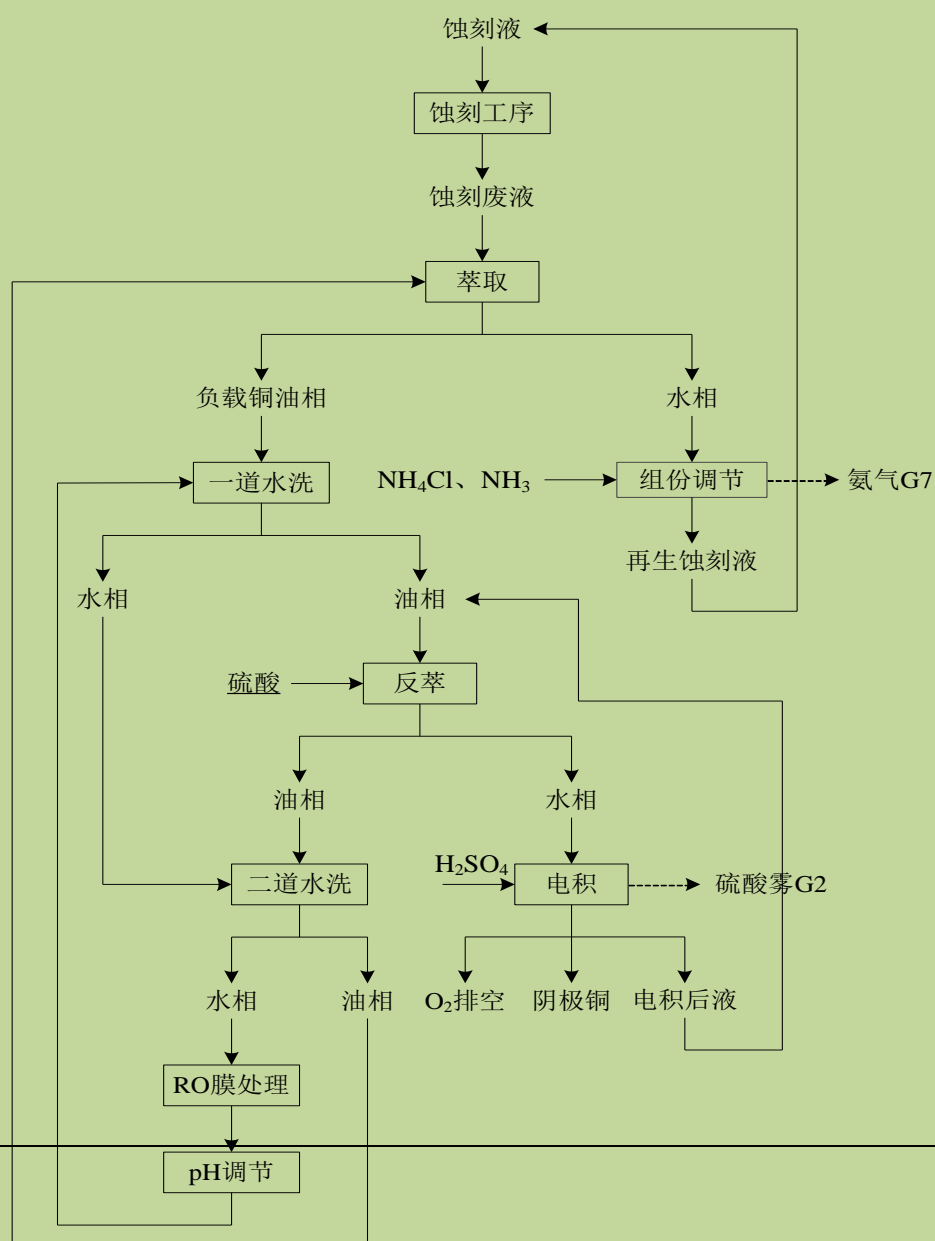 蚀刻液
蚀刻工序
蚀刻废液
萃取
负载铜油相
水相
一道水洗
NH₄Cl、NH₃
组份调节
氨气G7
再生蚀刻液
水相
油相
硫酸
反萃
油相
水相
二道水洗
H₂SO₄
电积
硫酸雾G2
水相
油相
O₂排空
阴极铜
电积后液
RO膜处理
pH调节